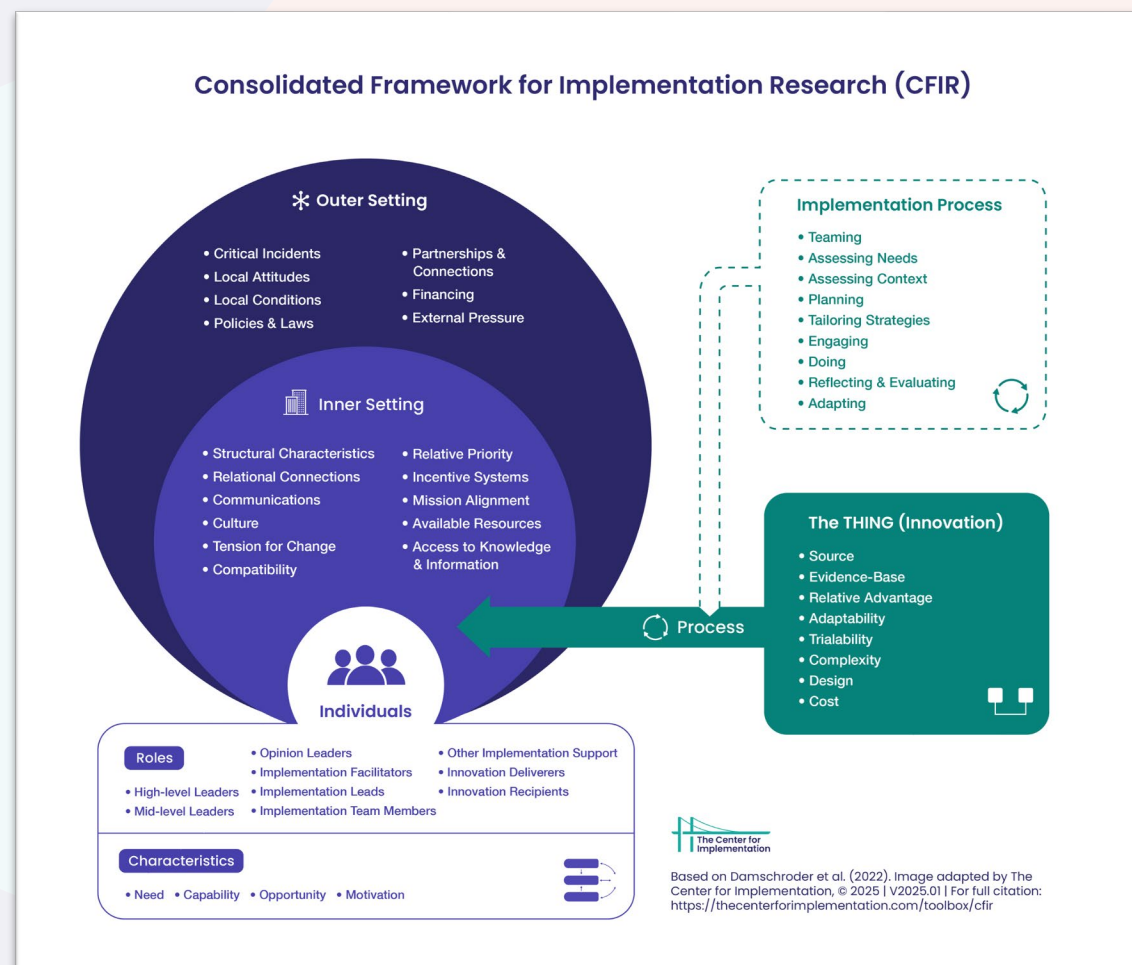 Consolidated Framework for Implementation Research (CFIR)
Outer Setting
• Critical Incidents
• Local Attitudes
• Local Conditions
• Policies & Laws
• Partnerships &
Connections
• Financing
• External Pressure
Inner Setting
• Structural Characteristics
• Relational Connections
• Communications
• Culture
• Tension for Change
• Compatibility
• Relative Priority
• Incentive Systems
• Mission Alignment
• Available Resources
• Access to Knowledge
& Information
Individuals
Roles
• High-level Leaders
• Mid-level Leaders
• Opinion Leaders
• Implementation Facilitators
• Implementation Leads
• Implementation Team Members
• Other Implementation Support
• Innovation Deliverers
• Innovation Recipients
Characteristics
• Need • Capability • Opportunity • Motivation
Implementation Process
• Teaming
• Assessing Needs
• Assessing Context
• Planning
• Tailoring Strategies
• Engaging
• Doing
• Reflecting & Evaluating
• Adapting
Process
The THING (Innovation)
• Source
• Evidence-Base
• Relative Advantage
• Adaptability
• Trialability
• Complexity
• Design
• Cost
The Center for
Implementation
Based on Damschroder et al. (2022). Image adapted by The
Center for Implementation, © 2025 | V2025.01 | For full citation:
https://thecenterforimplementation.com/toolbox/cfir